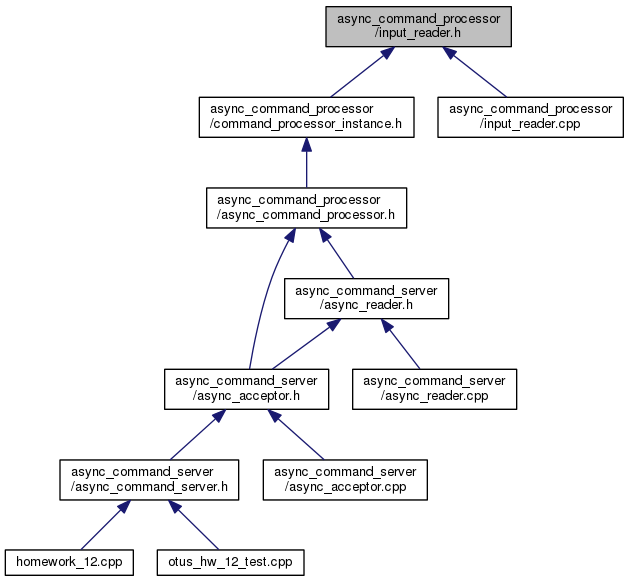 async_command_processor
/input_reader.h
async_command_processor
/command_processor_instance.h
async_command_processor
/input_reader.cpp
async_command_processor
/async_command_processor.h
async_command_server
/async_reader.h
async_command_server
/async_acceptor.h
async_command_server
/async_reader.cpp
async_command_server
/async_command_server.h
async_command_server
/async_acceptor.cpp
homework_12.cpp
otus_hw_12_test.cpp